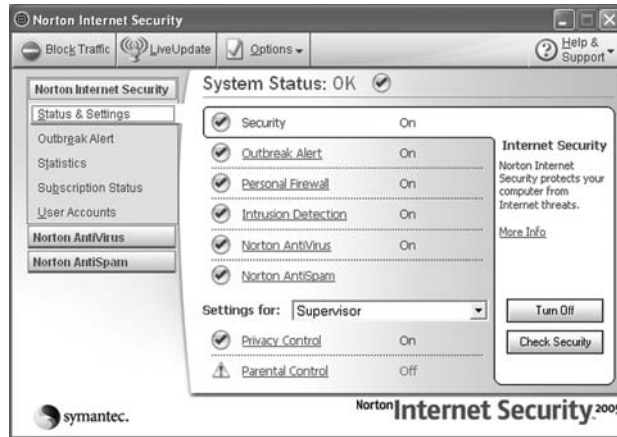 Norton Internet Security
Block Traffic LiveUpdate Options Help & Support
Norton Internet Security
Status & Settings
Outbreak Alert
Statistics
Subscription Status
User Accounts
Norton AntiVirus
Norton AntiSpam
System Status: OK
Security On
Outbreak Alert On
Personal Firewall On
Intrusion Detection On
Norton AntiVirus On
Norton AntiSpam
Settings for: Supervisor
Privacy Control On
Parental Control Off
Internet Security
Norton Internet
Security protects your
computer from
Internet threats.
More Info
Turn Off
Check Security
symantec.
Norton Internet Security 2005